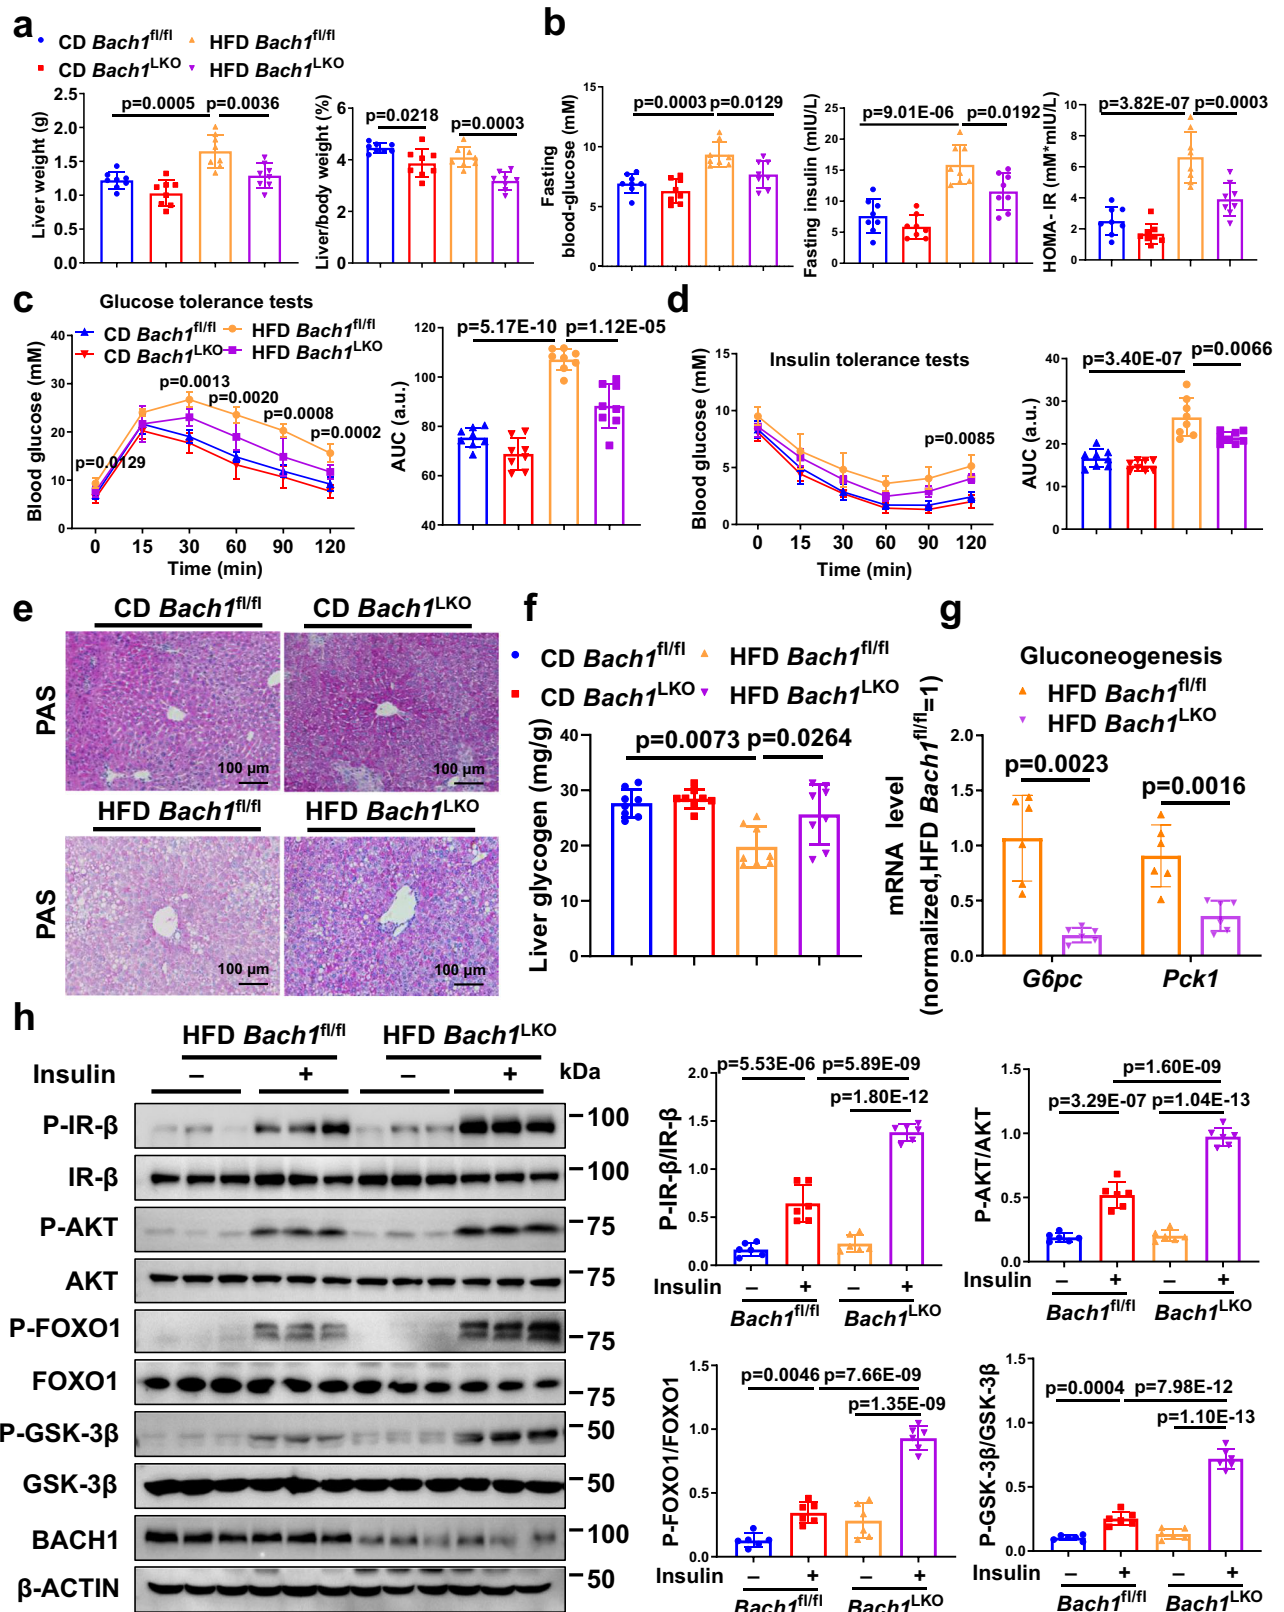 a
CD Bach1fl/fl
HFD Bach1fl/fl
CD Bach1LKO
HFD Bach1LKO
Liver weight (g)
2.5
2.0
1.5
1.0
0.5
0.0
p=0.0005
p=0.0036
Liver/body weight (%)
6
4
2
0
p=0.0218
p=0.0003
b
Fasting
blood-glucose (mM)
15
10
5
0
p=0.0003
p=0.0129
Fasting insulin (mIU/L)
25
20
15
10
5
0
p=9.01E-06
p=0.0192
HOMA- IR (mM*mIU/L)
10
8
6
4
2
0
p=3.82E-07
p=0.0003
c
Glucose tolerance tests
CD Bach1fl/fl
HFD Bach1fl/fl
CD Bach1LKO
HFD Bach1LKO
Blood glucose (mM)
40
30
20
10
0
p=0.0129
p=0.0013
p=0.0020
p=0.0008
p=0.0002
0 15 30 60 90 120
Time (min)
AUC (a.u.)
120
100
80
60
40
p=5.17E-10
p=1.12E-05
d
Insulin tolerance tests
Blood glucose (mM)
15
10
5
0
p=0.0085
0 15 30 60 90 120
Time (min)
AUC (a.u.)
40
30
20
10
0
p=3.40E-07
p=0.0066
e
CD Bach1fl/fl
CD Bach1LKO
PAS
100 µm
100 µm
HFD Bach1fl/fl
HFD Bach1LKO
PAS
100 µm
100 µm
f
CD Bach1fl/fl
HFD Bach1fl/fl
CD Bach1LKO
HFD Bach1LKO
Liver glycogen (mg/g)
40
30
20
10
0
p=0.0073
p=0.0264
g
Gluconeogenesis
HFD Bach1fl/fl
HFD Bach1LKO
mRNA level
(normalized,HFD Bach1fl/fl=1)
2.0
1.5
1.0
0.5
0.0
p=0.0023
p=0.0016
G6pc
Pck1
h
HFD Bach1fl/fl
HFD Bach1LKO
Insulin – + – + kDa
P-IR-β 100
IR-β 100
P-AKT 75
AKT 75
P-FOXO1 75
FOXO1 75
P-GSK-3β 50
GSK-3β 50
BACH1 100
β-ACTIN 50
P-IR-β/IR-β
2.0
1.5
1.0
0.5
0.0
p=5.53E-06
p=5.89E-09
p=1.80E-12
Insulin – + – +
Bach1fl/fl
Bach1LKO
P-AKT/AKT
1.5
1.0
0.5
0.0
p=1.60E-09
p=3.29E-07
p=1.04E-13
Insulin – + – +
Bach1fl/fl
Bach1LKO
P-FOXO1/FOXO1
1.5
1.0
0.5
0.0
p=0.0046
p=7.66E-09
p=1.35E-09
Insulin – + – +
Bach1fl/fl
Bach1LKO
P-GSK-3β/GSK-3β
1.5
1.0
0.5
0.0
p=0.0004
p=7.98E-12
p=1.10E-13
Insulin – + – +
Bach1fl/fl
Bach1LKO